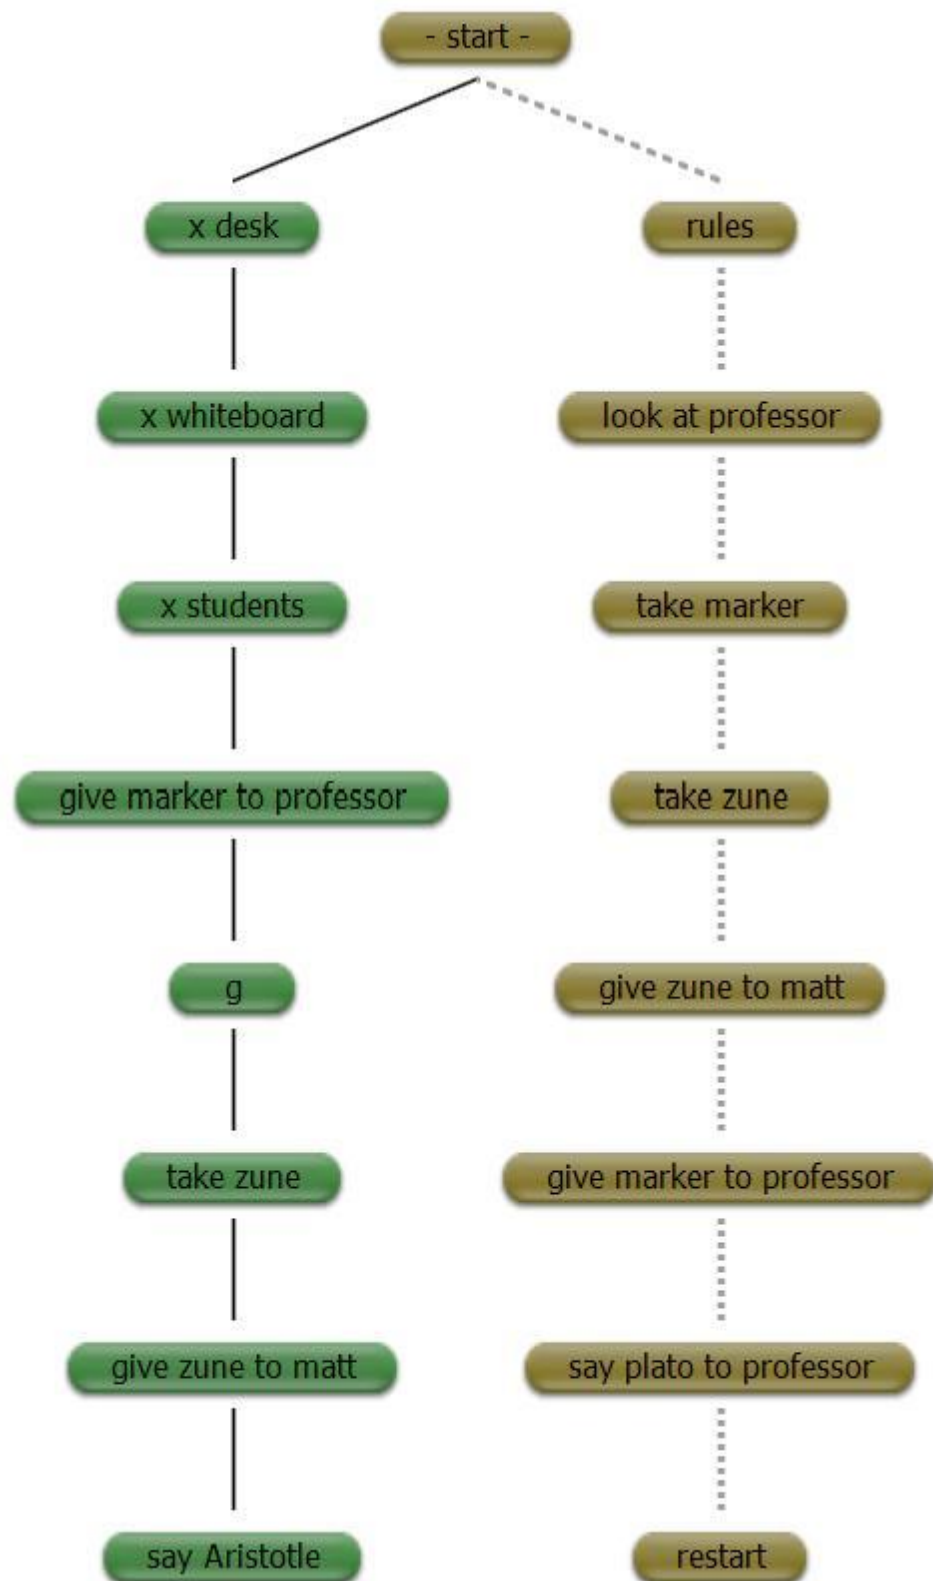 - start -
x desk
rules
x whiteboard
look at professor
x students
take marker
give marker to professor
take zune
g
give zune to matt
take zune
give marker to professor
give zune to matt
say plato to professor
say Aristotle
restart